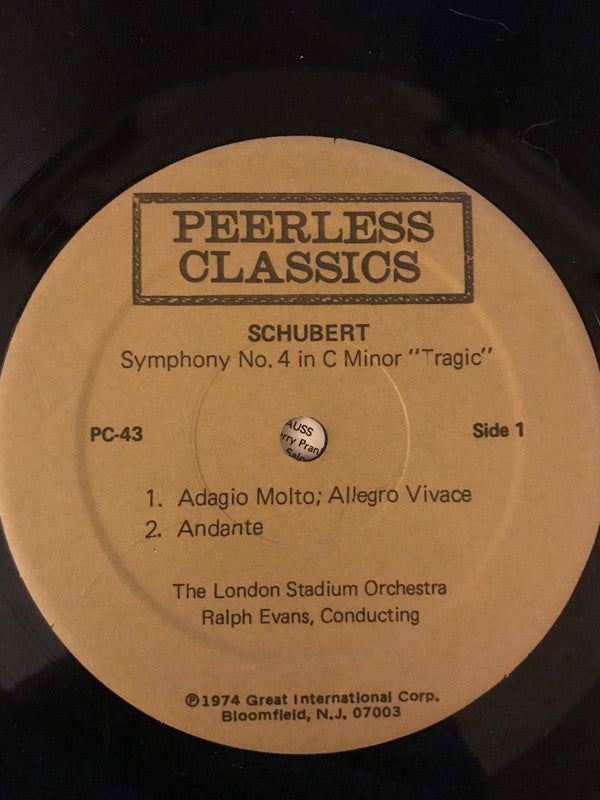 PEERLESS
CLASSICS
SCHUBERT
Symphony No. 4 in C Minor "Tragic"
PC-43
Side 1
1. Adagio Molto; Allegro Vivace
2. Andante
The London Stadium Orchestra
Ralph Evans, Conducting
℗1974 Great International Corp.
Bloomfield, N.J. 07003